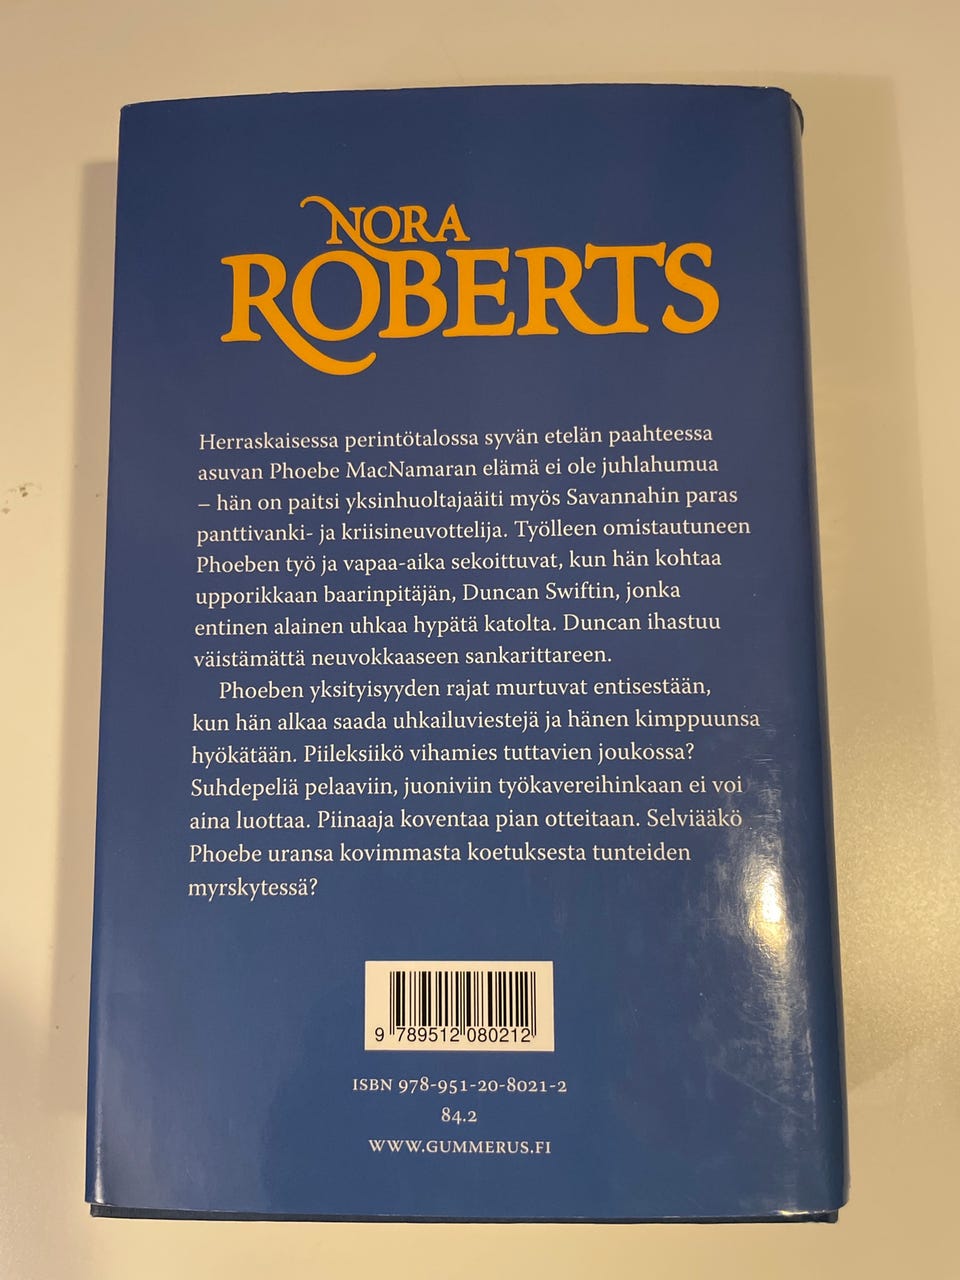 NORA
ROBERTS
Herraskaisessa perintötalossa syvän etelän paahteessa
asuvan Phoebe MacNamaran elämä ei ole juhlahumua
– hän on paitsi yksinhuoltajaäiti myös Savannahin paras
panttivanki- ja kriisineuvottelija. Työlleen omistautuneen
Phoeben työ ja vapaa-aika sekoittuvat, kun hän kohtaa
upporikkaan baarinpitäjän, Duncan Swiftin, jonka
entinen alainen uhkaa hypätä katolta. Duncan ihastuu
väistämättä neuvokkaaseen sankarittareen.
Phoeben yksityisyyden rajat murtuvat entisestään,
kun hän alkaa saada uhkailuviestejä ja hänen kimppuunsa
hyökätään. Piileksiikö vihamies tuttavien joukossa?
Suhdepeliä pelaaviin, juoniviin työkavereihinkaan ei voi
aina luottaa. Piinaaja koventaa pian otteitaan. Selviääkö
Phoebe uransa kovimmasta koetuksesta tunteiden
myrskytessä?
9 789512 080212
ISBN 978-951-20-8021-2
84.2
WWW.GUMMERUS.FI